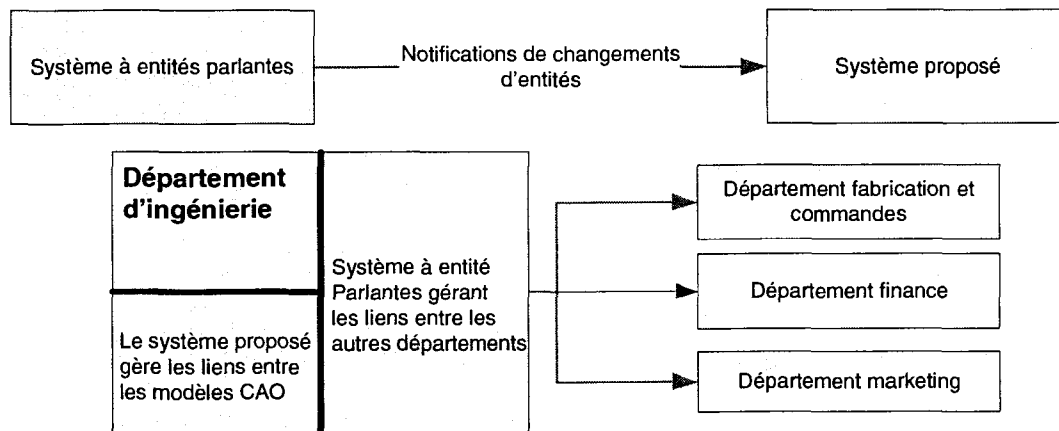 Système à entités parlantes
Notifications de changements
d'entités
Système proposé
Département
d'ingénierie
Le système proposé
gère les liens entre
les modèles CAO
Système à entité
Parlantes gérant
les liens entre les
autres départements
Département fabrication et
commandes
Département finance
Département marketing